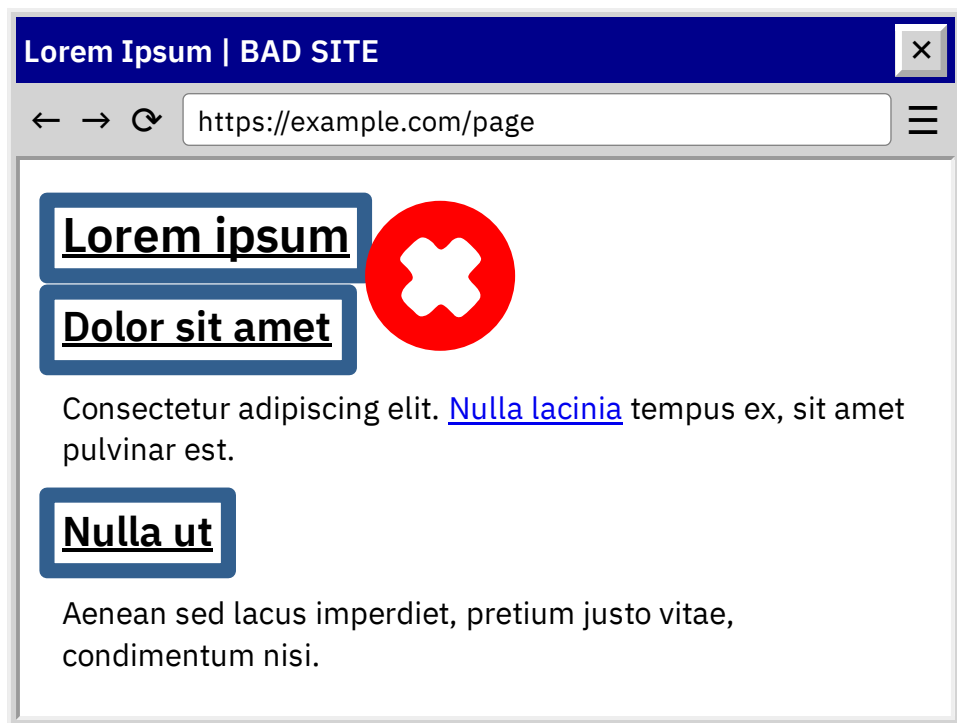 Lorem Ipsum | BAD SITE
https://example.com/page
Lorem ipsum
Dolor sit amet
Consectetur adipiscing elit. Nulla lacinia tempus ex, sit amet
pulvinar est.
Nulla ut
Aenean sed lacus imperdiet, pretium justo vitae,
condimentum nisi.